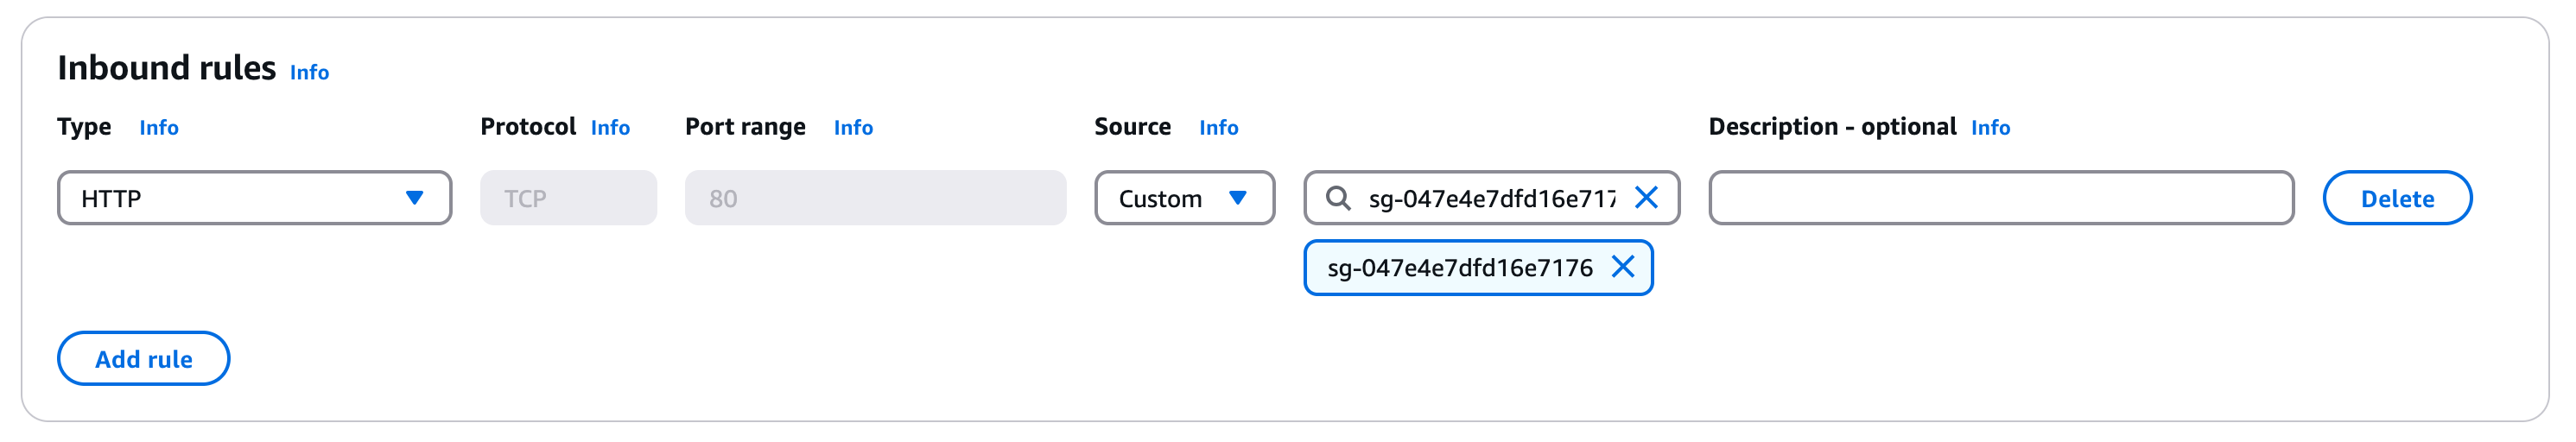 Inbound rules Info
Type Info Protocol Info Port range Info Source Info Description - optional Info
HTTP TCP 80 Custom sg-047e4e7dfd16e717 Delete
sg-047e4e7dfd16e7176
Add rule